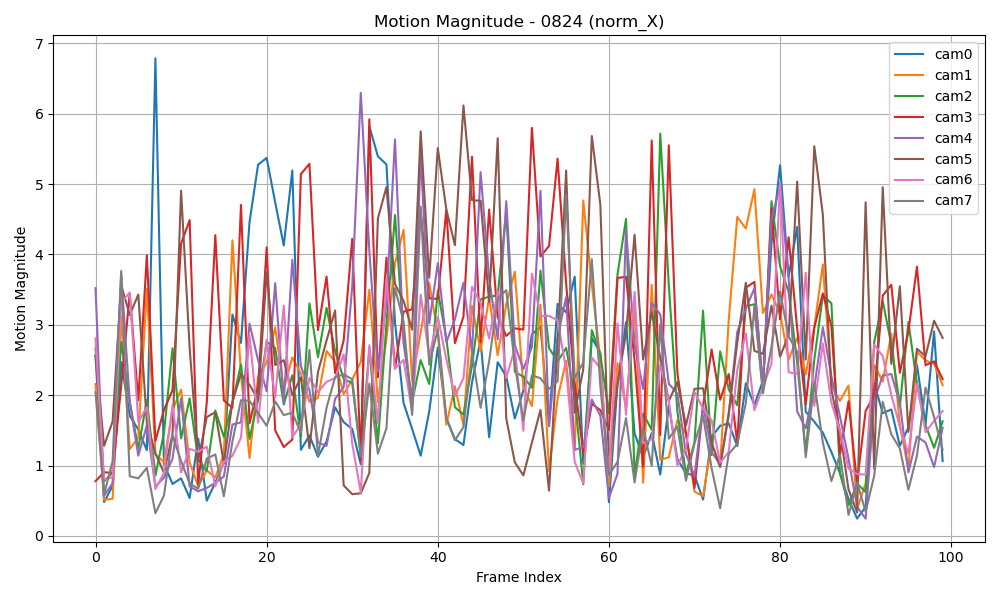 Motion Magnitude - 0824 (norm_X)
Motion Magnitude
7
6
5
4
3
2
1
0
0
20
40
60
80
100
Frame Index
cam0
cam1
cam2
cam3
cam4
cam5
cam6
cam7